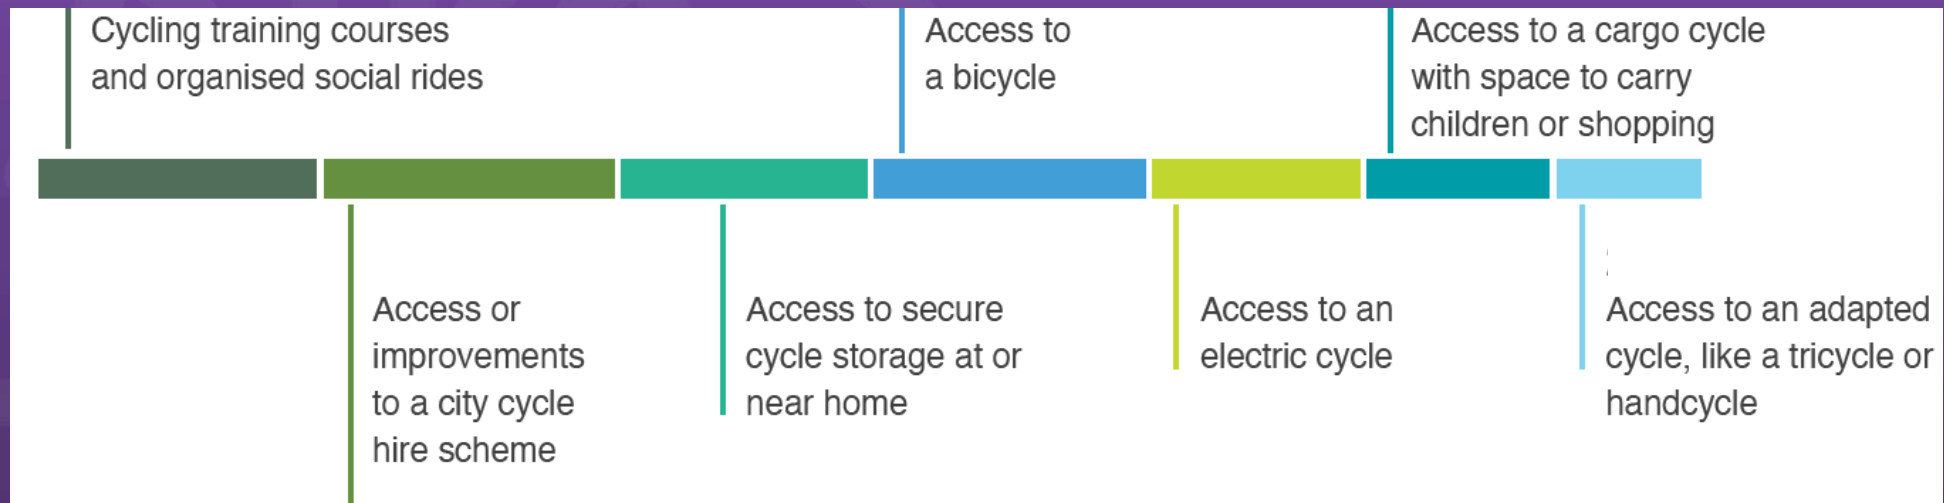 Cycling training courses
and organised social rides
Access to
a bicycle
Access to a cargo cycle
with space to carry
children or shopping
Access or
improvements
to a city cycle
hire scheme
Access to secure
cycle storage at or
near home
Access to an
electric cycle
Access to an adapted
cycle, like a tricycle or
handcycle